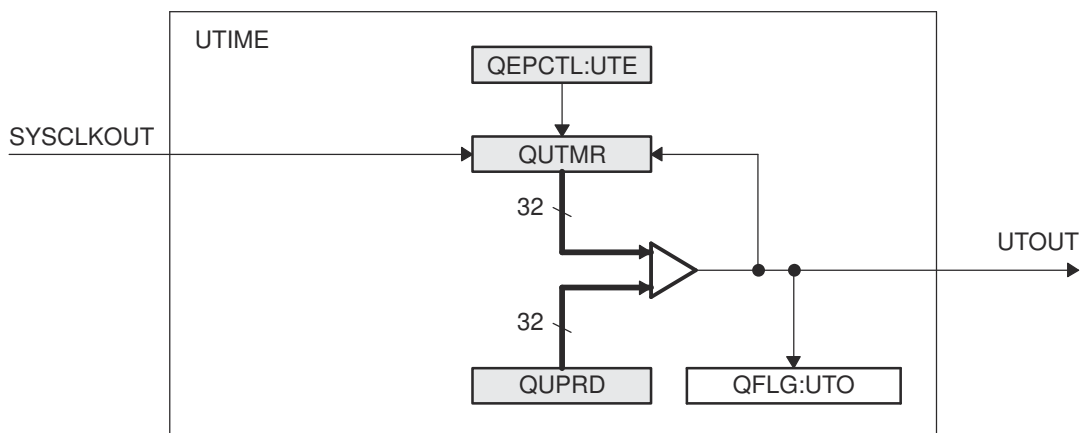 UTIME
QEPCTL:UTE
SYSCLKOUT
QUTMR
32
UTOUT
32
QUPRD
QFLG:UTO